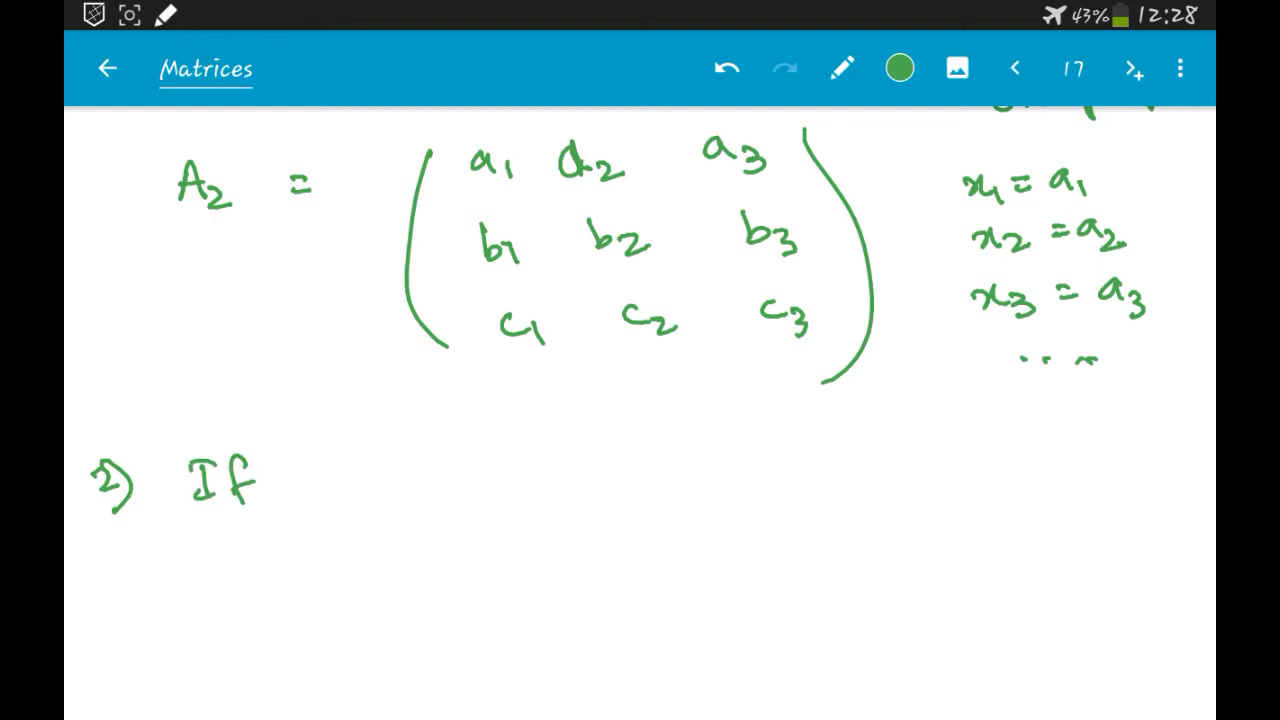 43% 12:28
Matrices 17
A2 = ( a1 a2 a3
b1 b2 b3
c1 c2 c3 )
x1 = a1
x2 = a2
x3 = a3
....
2) If